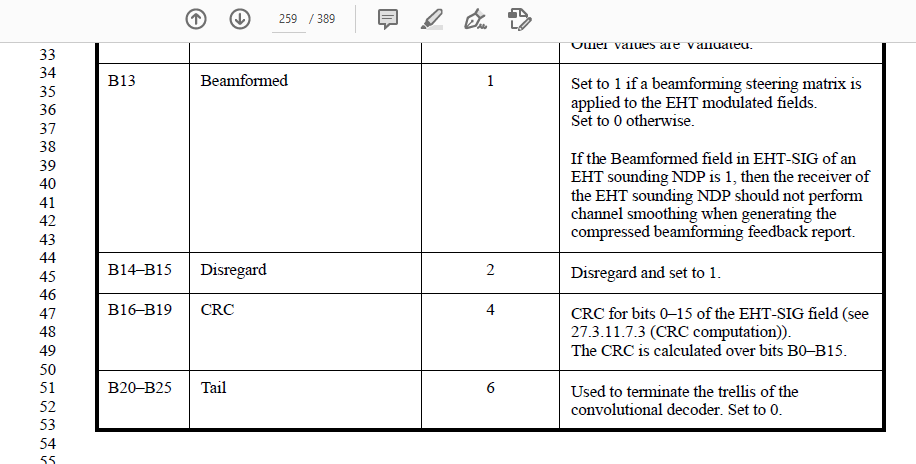 259 / 389
33
34
35
36
37
38
39
40
41
42
43
44
45
46
47
48
49
50
51
52
53
54
55
Other values are Validated.
B13 Beamformed 1 Set to 1 if a beamforming steering matrix is
applied to the EHT modulated fields.
Set to 0 otherwise.
If the Beamformed field in EHT-SIG of an
EHT sounding NDP is 1, then the receiver of
the EHT sounding NDP should not perform
channel smoothing when generating the
compressed beamforming feedback report.
B14–B15 Disregard 2 Disregard and set to 1.
B16–B19 CRC 4 CRC for bits 0–15 of the EHT-SIG field (see
27.3.11.7.3 (CRC computation)).
The CRC is calculated over bits B0–B15.
B20–B25 Tail 6 Used to terminate the trellis of the
convolutional decoder. Set to 0.